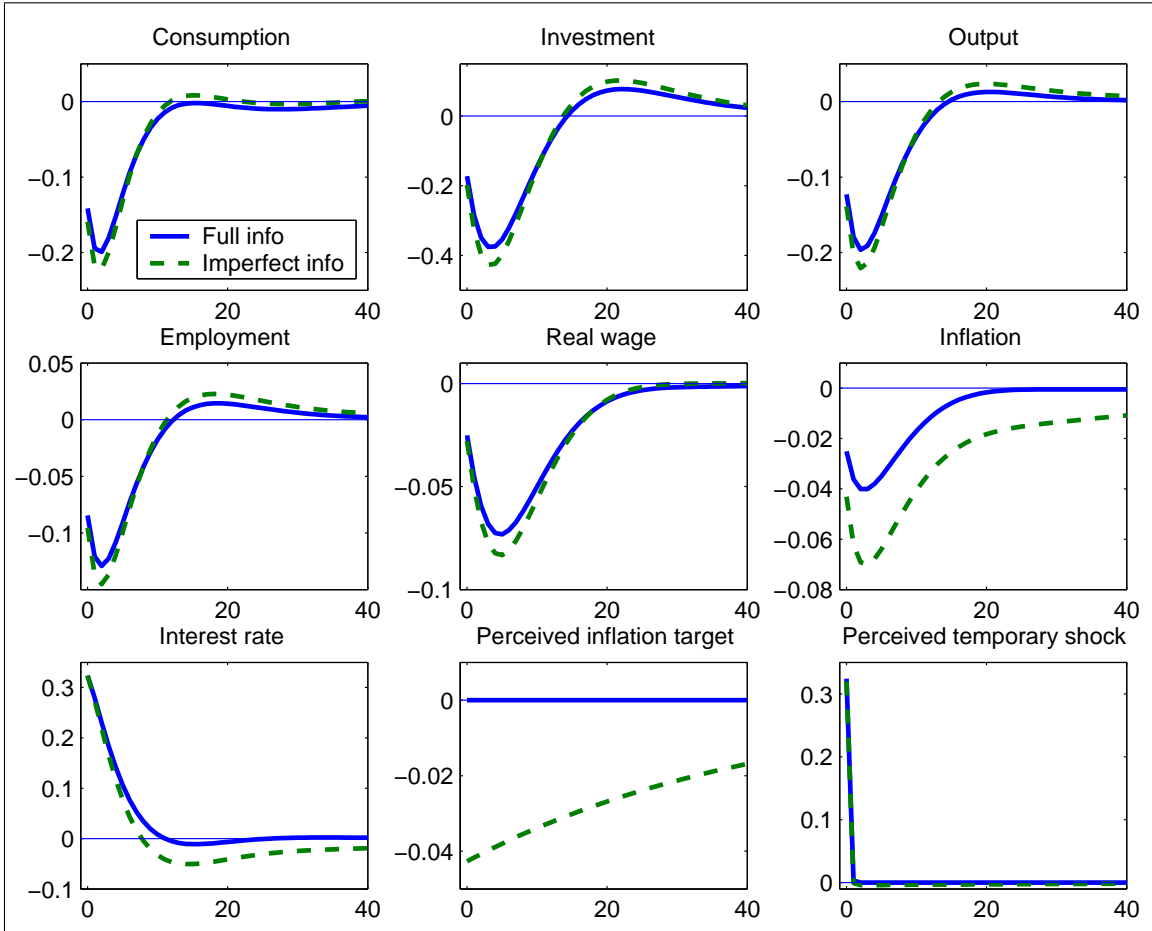 Consumption
Investment
Output
0
−0.1
−0.2
0 20 40
Full info
Imperfect info
0
−0.2
−0.4
0 20 40
0
−0.1
−0.2
0 20 40
Employment
Real wage
Inflation
0.05
0
−0.05
−0.1
0 20 40
0
−0.05
−0.1
0 20 40
0
−0.02
−0.04
−0.06
−0.08
0 20 40
Interest rate
Perceived inflation target
Perceived temporary shock
0.3
0.2
0.1
0
−0.1
0 20 40
0
−0.02
−0.04
0 20 40
0.3
0.2
0.1
0
0 20 40